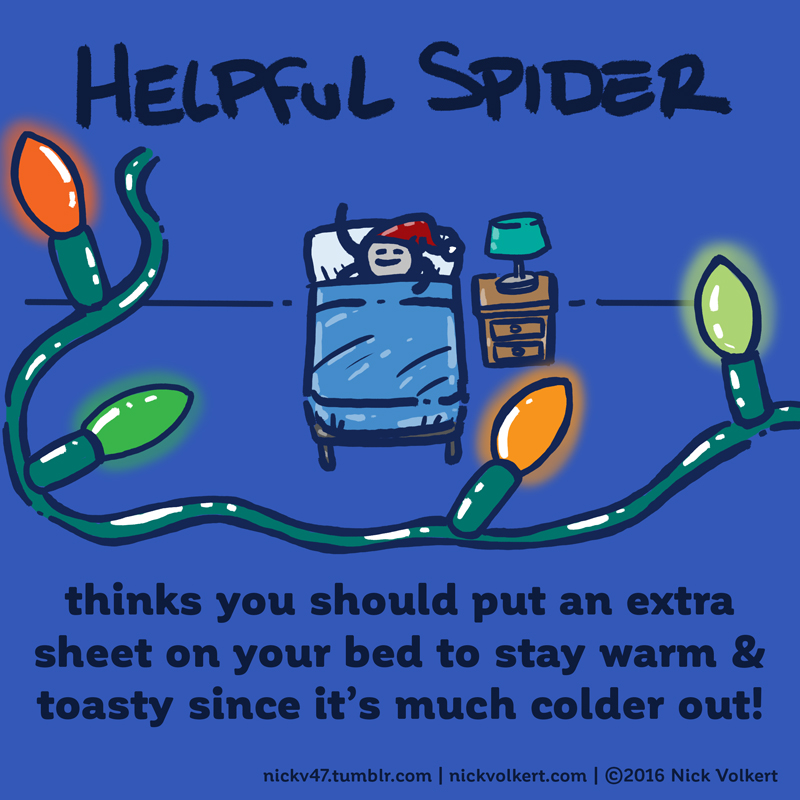 HELPFUL SPIDER
thinks you should put an extra
sheet on your bed to stay warm &
toasty since it's much colder out!
nickv47.tumblr.com | nickvolkert.com | ©2016 Nick Volkert